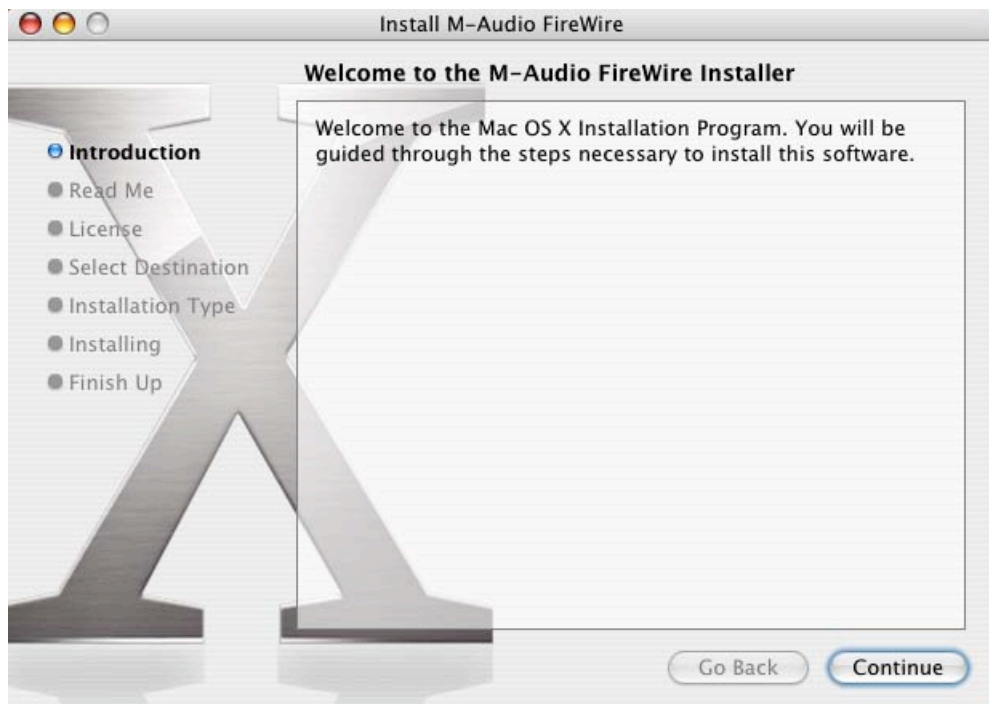 Install M-Audio FireWire
Welcome to the M-Audio FireWire Installer
Introduction
Read Me
License
Select Destination
Installation Type
Installing
Finish Up
Welcome to the Mac OS X Installation Program. You will be
guided through the steps necessary to install this software.
Go Back
Continue